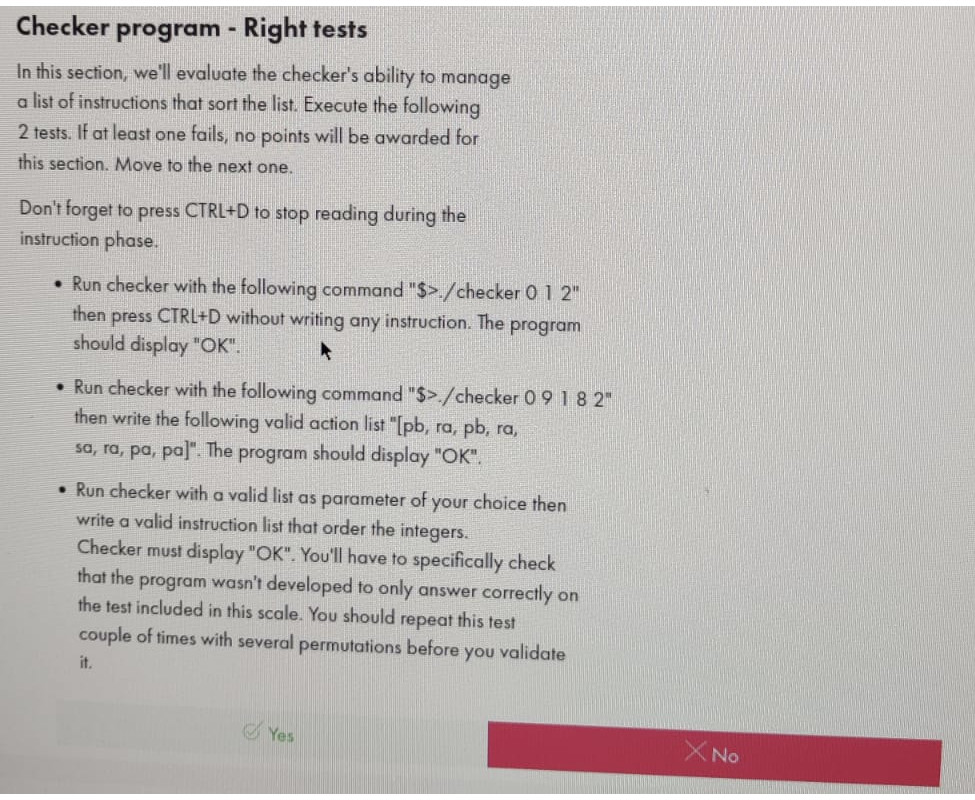 Checker program - Right tests
In this section, we'll evaluate the checker's ability to manage
a list of instructions that sort the list. Execute the following
2 tests. If at least one fails, no points will be awarded for
this section. Move to the next one.
Don't forget to press CTRL+D to stop reading during the
instruction phase.
• Run checker with the following command "$>./checker 0 1 2"
then press CTRL+D without writing any instruction. The program
should display "OK".
• Run checker with the following command "$>./checker 0 9 1 8 2"
then write the following valid action list "[pb, ra, pb, ra,
sa, ra, pa, pa]". The program should display "OK".
• Run checker with a valid list as parameter of your choice then
write a valid instruction list that order the integers.
Checker must display "OK". You'll have to specifically check
that the program wasn't developed to only answer correctly on
the test included in this scale. You should repeat this test
couple of times with several permutations before you validate
it.
Yes
No